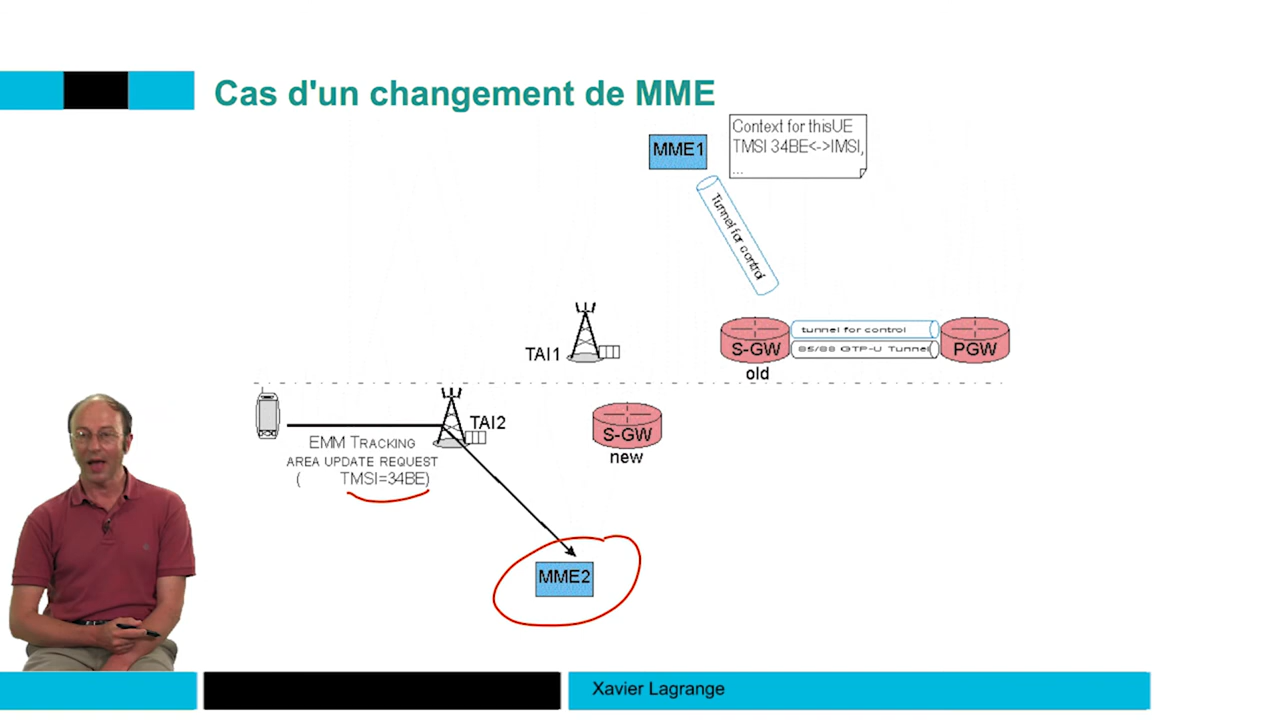 Cas d'un changement de MME
MME1
Context for thisUE
TMSI 34BE<->IMSI,
...
Tunnel for control
TAI1
S-GW
old
tunnel for control
S5/S8 GTP-U Tunnel
PGW
TAI2
EMM TRACKING
AREA UPDATE REQUEST
( TMSI=34BE)
S-GW
new
MME2
Xavier Lagrange